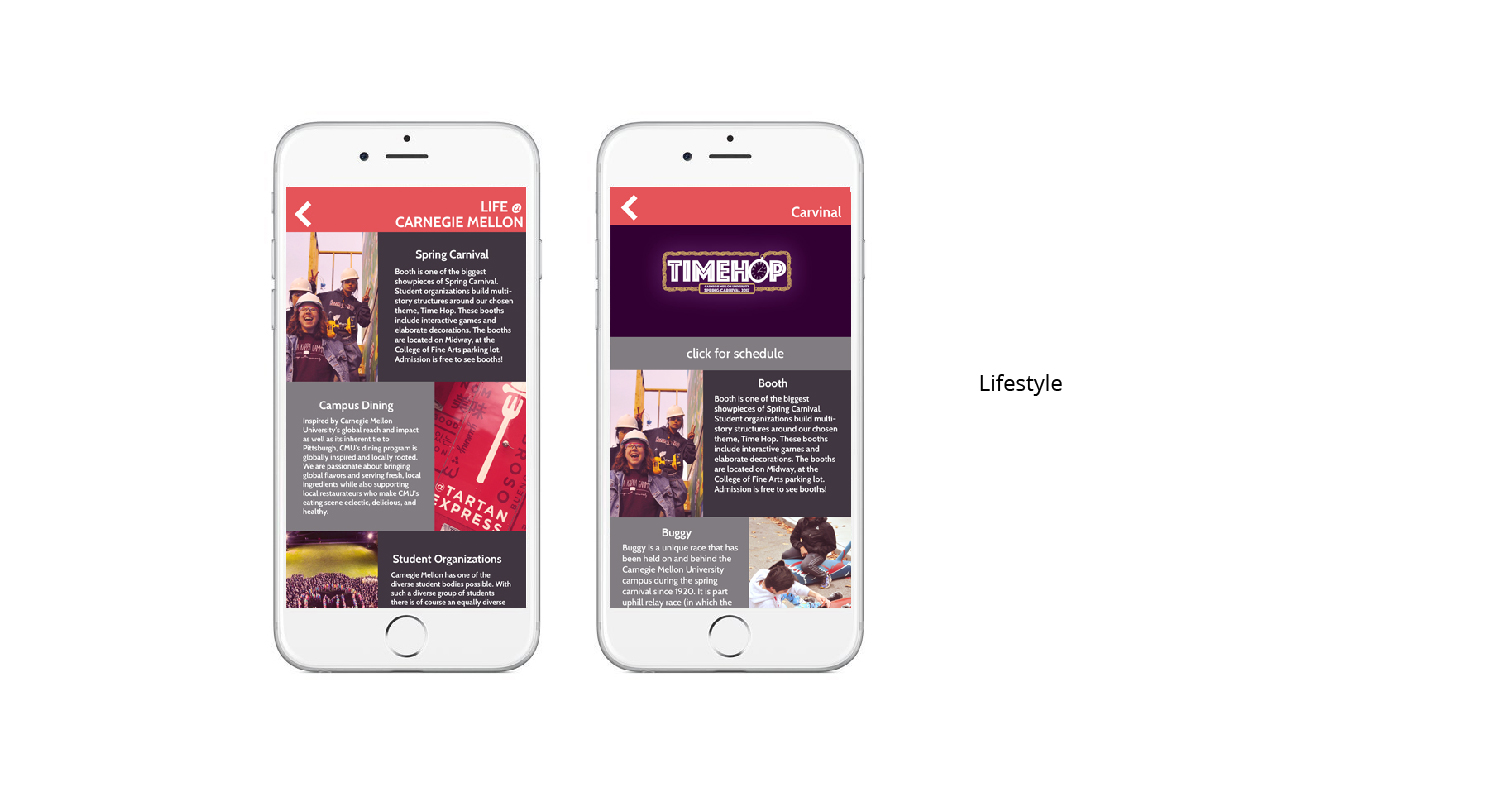 LIFE @
CARNEGIE MELLON
Spring Carnival
Booth is one of the biggest
showpieces of Spring Carnival.
Student organizations build multi-
story structures around our chosen
theme, Time Hop. These booths
include interactive games and
elaborate decorations. The booths
are located on Midway, at the
College of Fine Arts parking lot.
Admission is free to see booths!
Campus Dining
Inspired by Carnegie Mellon
University's global reach and impact
as well as its inherent tie to
Pittsburgh, CMU's dining program is
globally inspired and locally rooted.
We are passionate about bringing
global flavors and serving fresh, local
ingredients while also supporting
local restaurateurs who make CMU's
eating scene eclectic, delicious, and
healthy.
@TARTAN
EXPRESS
Student Organizations
Carnegie Mellon has one of the
diverse student bodies possible. With
such a diverse group of students
there is of course an equally diverse
Carvinal
TIMEHOP
CARNEGIE MELLON UNIVERSITY
SPRING CARNIVAL
click for schedule
Booth
Booth is one of the biggest
showpieces of Spring Carnival.
Student organizations build multi-
story structures around our chosen
theme, Time Hop. These booths
include interactive games and
elaborate decorations. The booths
are located on Midway, at the
College of Fine Arts parking lot.
Admission is free to see booths!
Buggy
Buggy is a unique race that has
been held on and behind the
Carnegie Mellon University
campus during the spring
carnival since 1920. It is part
uphill relay race (in which the
Lifestyle